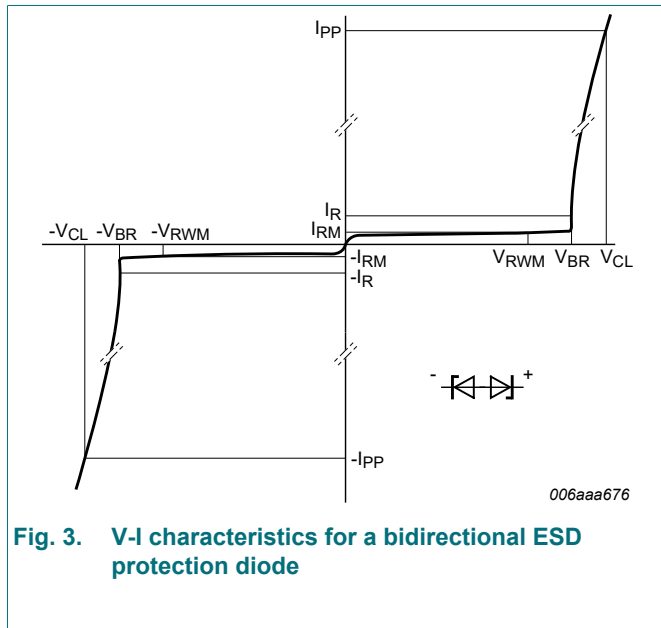 IPP
IR
IRM
-VCL -VBR -VRWM
-IRM
-IR
VRWM VBR VCL
- +
-IPP
006aaa676
Fig. 3. V-I characteristics for a bidirectional ESD
protection diode